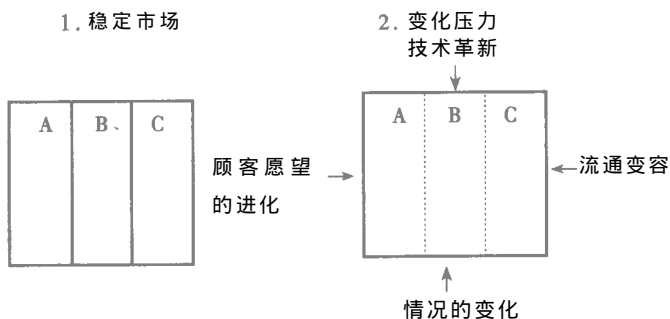 1. 稳定市场
2. 变化压力
技术革新
A B、 C
A B C
顾客愿望
的进化
流通变容
情况的变化